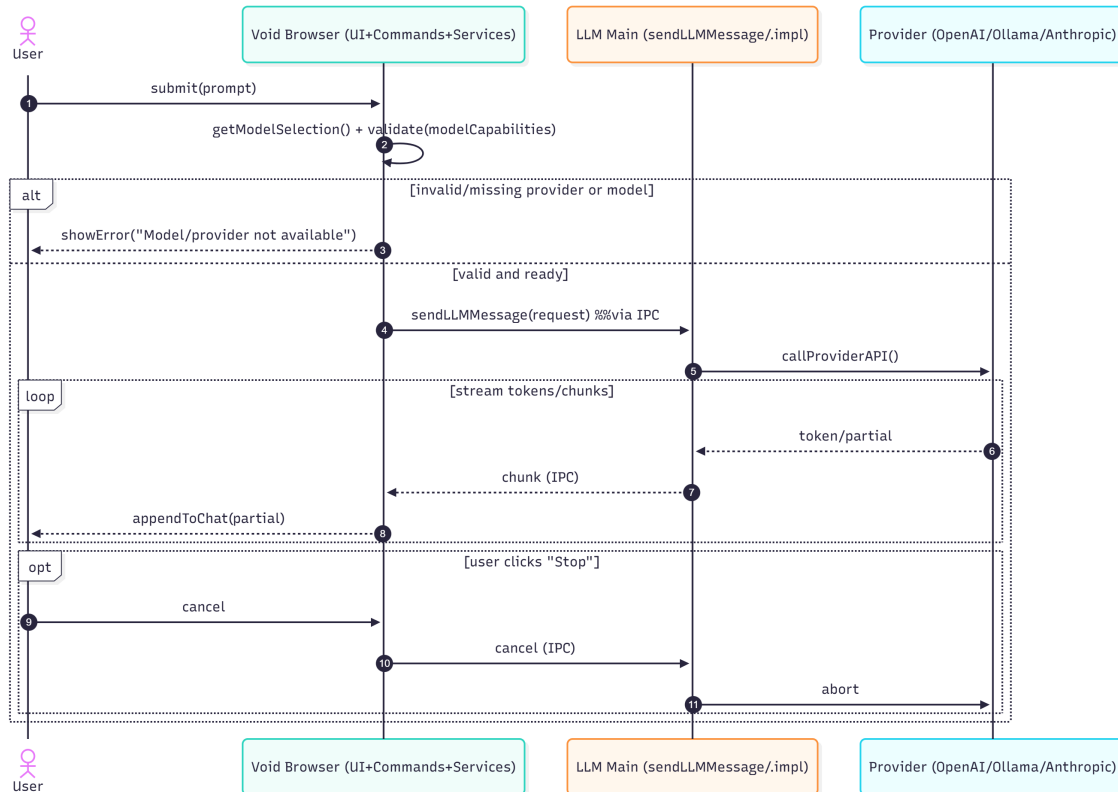 User
Void Browser (UI+Commands+Services)
LLM Main (sendLLMMessage/.impl)
Provider (OpenAI/Ollama/Anthropic)
submit(prompt)
1
getModelSelection() + validate(modelCapabilities)
2
alt
[invalid/missing provider or model]
showError("Model/provider not available")
3
[valid and ready]
sendLLMMessage(request) %%via IPC
4
callProviderAPI()
5
loop
[stream tokens/chunks]
token/partial
6
chunk (IPC)
7
appendToChat(partial)
8
opt
[user clicks "Stop"]
cancel
9
cancel (IPC)
10
abort
11
User
Void Browser (UI+Commands+Services)
LLM Main (sendLLMMessage/.impl)
Provider (OpenAI/Ollama/Anthropic)